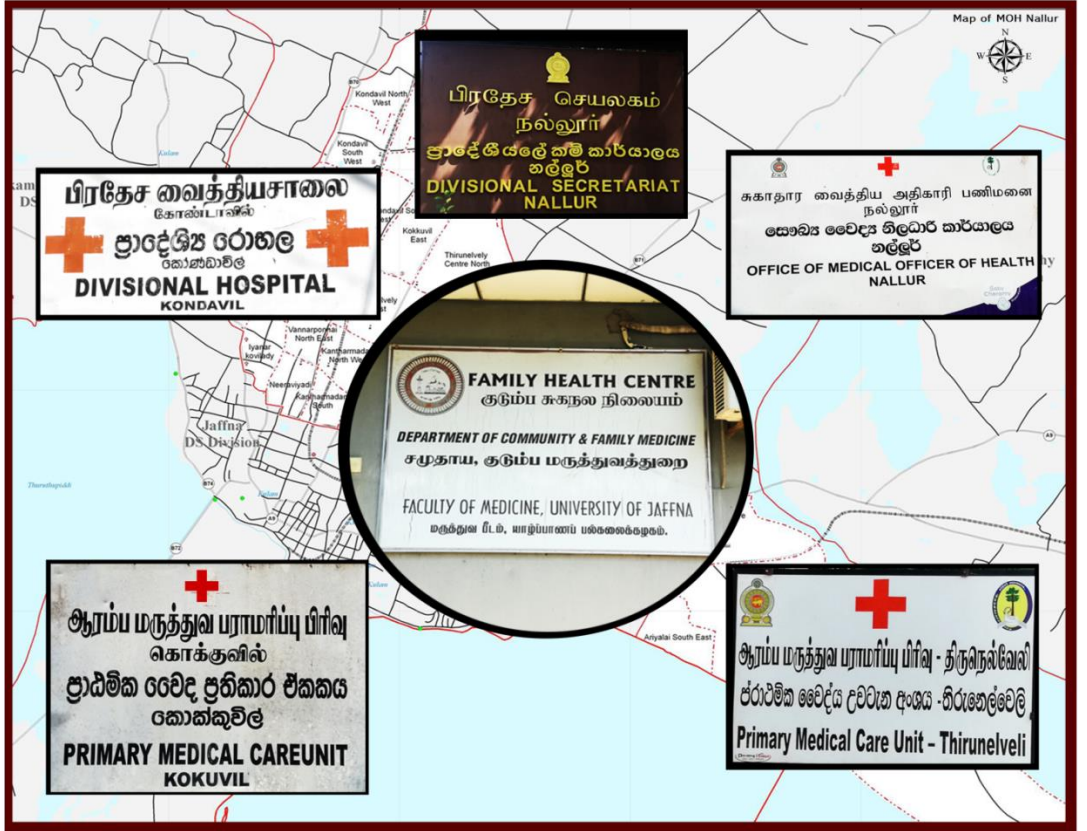 Map of MOH Nallur
N
W
E
S
பிரதேச செயலகம்
நல்லூர்
ප්‍රාදේශීය ලේකම් කාර්යාලය
නල්ලූර්
DIVISIONAL SECRETARIAT
NALLUR
பிரதேச வைத்தியசாலை
கோண்டாவில்
ප්‍රාදේශීය රෝහල
කෝණ්ඩාවිල්
DIVISIONAL HOSPITAL
KONDAVIL
சுகாதார வைத்திய அதிகாரி பணிமனை
நல்லூர்
සෞඛ්‍ය වෛද්‍ය නිලධාරී කාර්යාලය
නල්ලූර්
OFFICE OF MEDICAL OFFICER OF HEALTH
NALLUR
Kondavil North
West
Kondavil
South
West
Kokkuvil
East
Thirunelvely
Centre North
Vannarponnai
North East
Iyanar
kovilady
Neeraviyadi
Jaffna
DS Division
FAMILY HEALTH CENTRE
குடும்ப சுகநல நிலையம்
DEPARTMENT OF COMMUNITY & FAMILY MEDICINE
சமுதாய, குடும்ப மருத்துவத்துறை
FACULTY OF MEDICINE, UNIVERSITY OF JAFFNA
மருத்துவ பீடம், யாழ்ப்பாணப் பல்கலைக்கழகம்.
Ariyalai South East
ஆரம்ப மருத்துவ பராமரிப்பு பிரிவு
கொக்குவில்
ප්‍රාථමික වෛද ප්‍රතිකාර ඒකකය
කොක්කුවිල්
PRIMARY MEDICAL CAREUNIT
KOKUVIL
ஆரம்ப மருத்துவ பராமரிப்பு பிரிவு - திருநெல்வேலி
ප්රාථමික වෛද්ය උවටැන අංශය - තිරුනෙල්වෙලි
Primary Medical Care Unit – Thirunelveli